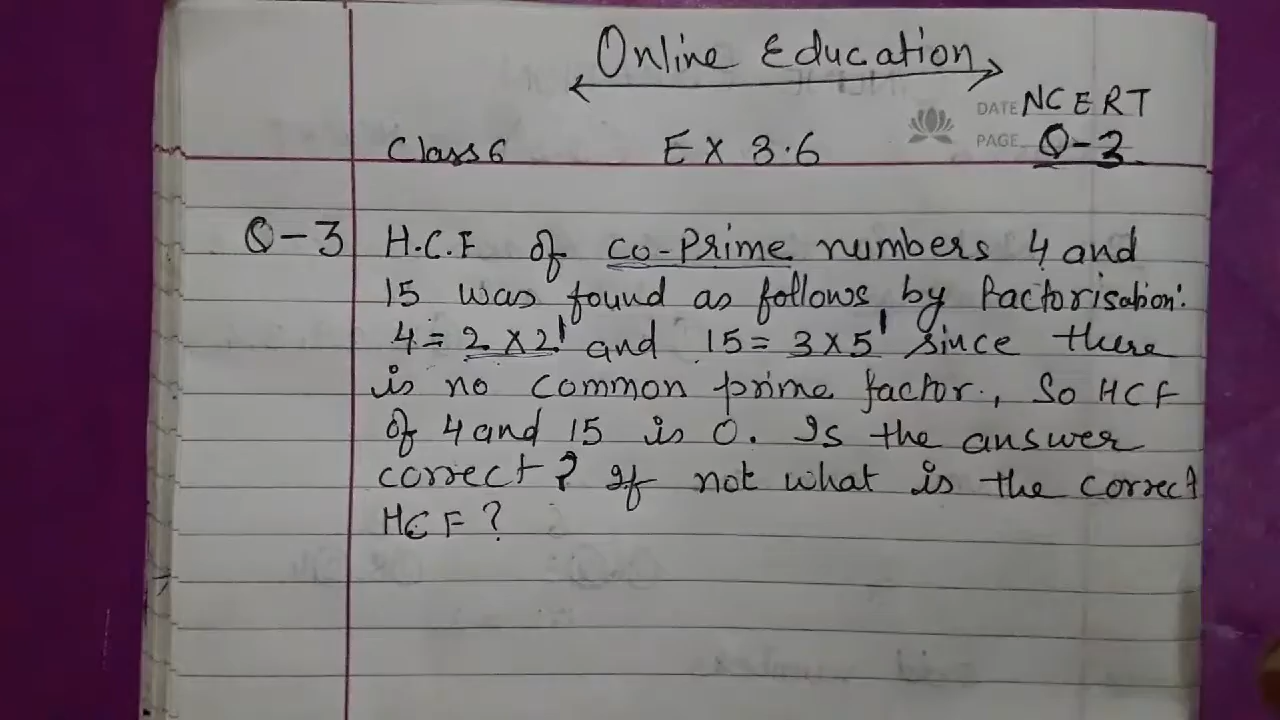 Online Education
DATE NCERT
Class 6 EX 3.6 PAGE Q-3
Q-3 H.C.F of co-Prime numbers 4 and
15 was found as follows by factorisation:
4 = 2 X 2' and 15 = 3 X 5' since there
is no common prime factor., So HCF
of 4 and 15 is 0. Is the answer
correct? If not what is the correct
HCF?